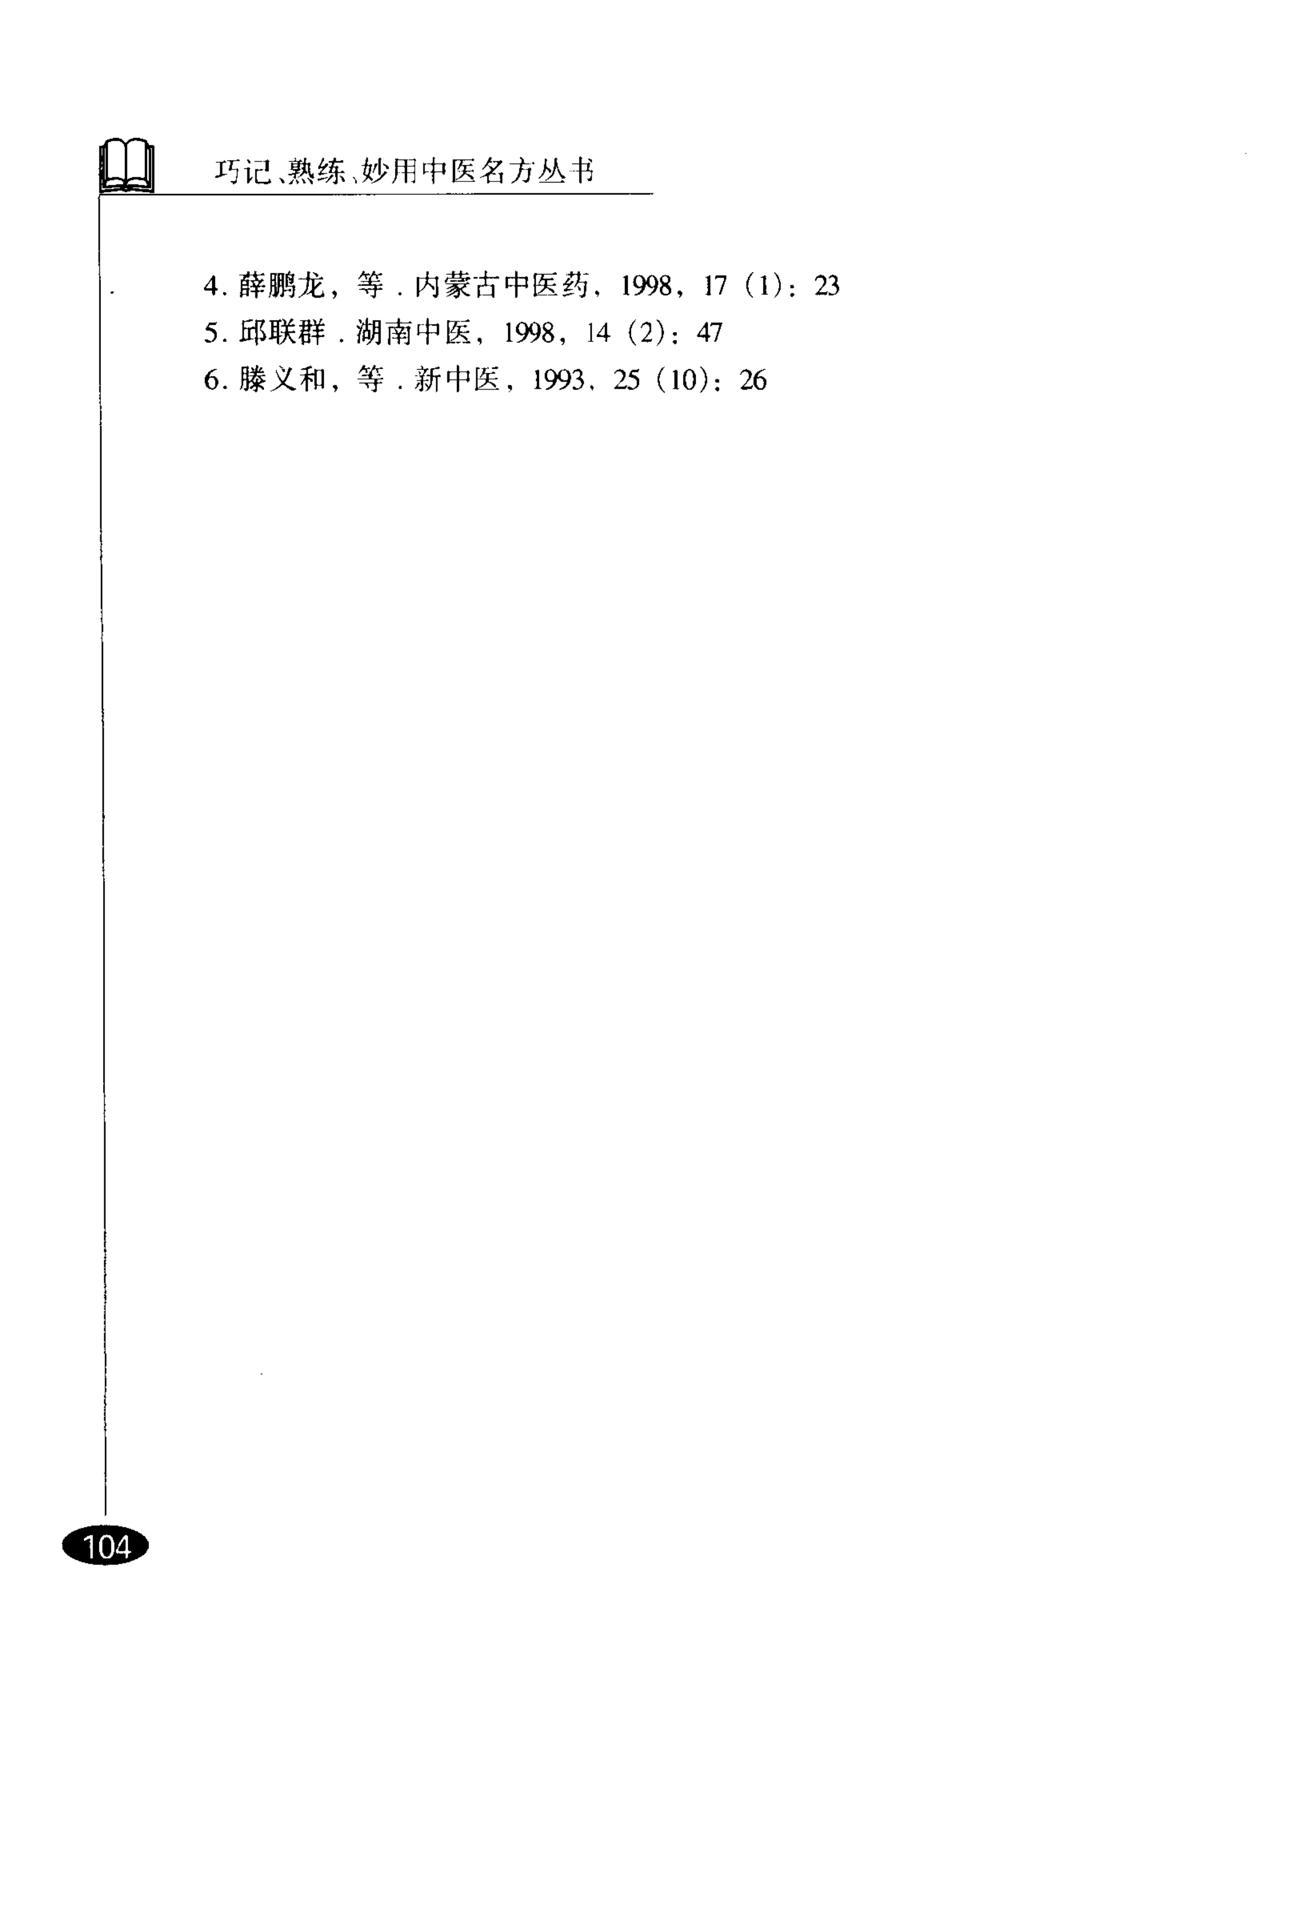 巧记、熟练、妙用中医名方丛书
4. 薛鹏龙，等．内蒙古中医药，1998，17（1）：23
5. 邱联群．湖南中医，1998，14（2）：47
6. 滕义和，等．新中医，1993，25（10）：26
104